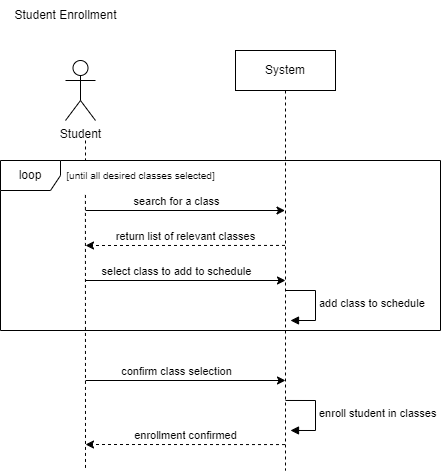 Student Enrollment
System
Student
loop
[until all desired classes selected]
search for a class
return list of relevant classes
select class to add to schedule
add class to schedule
confirm class selection
enroll student in classes
enrollment confirmed